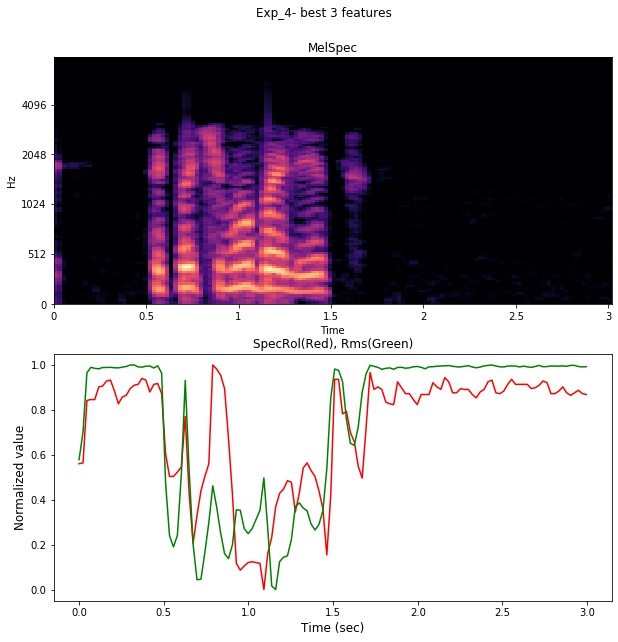 Exp_4- best 3 features
MelSpec
Hz
4096
2048
1024
512
0
0 0.5 1 1.5 2 2.5 3
Time
SpecRol(Red), Rms(Green)
Normalized value
1.0
0.8
0.6
0.4
0.2
0.0
0.0 0.5 1.0 1.5 2.0 2.5 3.0
Time (sec)